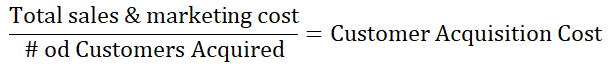 Total sales & marketing cost
# od Customers Acquired
= Customer Acquisition Cost